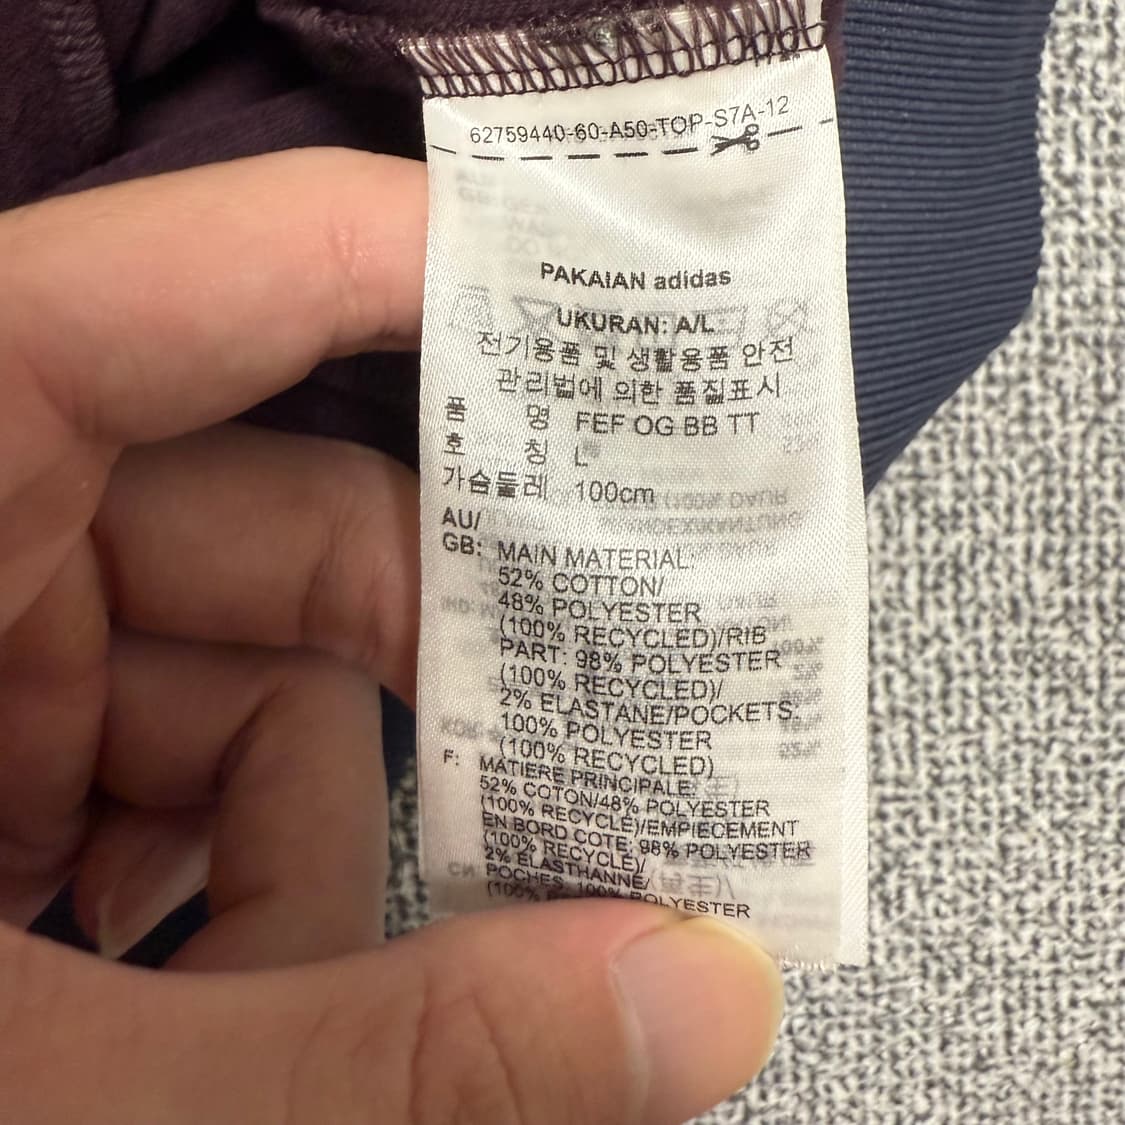 62759440-60-A50-TOP-S7A-12
PAKAIAN adidas
UKURAN: A/L
전기용품 및 생활용품 안전
관리법에 의한 품질표시
품 명 FEF OG BB TT
호 칭 L
가슴둘레 100cm
AU/
GB: MAIN MATERIAL:
52% COTTON/
48% POLYESTER
(100% RECYCLED)/RIB
PART: 98% POLYESTER
(100% RECYCLED)/
2% ELASTANE/POCKETS:
100% POLYESTER
(100% RECYCLED)
F: MATIERE PRINCIPALE:
52% COTON/48% POLYESTER
(100% RECYCLE)/EMPIECEMENT
EN BORD COTE: 98% POLYESTER
(100% RECYCLE)/
2% ELASTHANNE/
POCHES: 100% POLYESTER
(100%